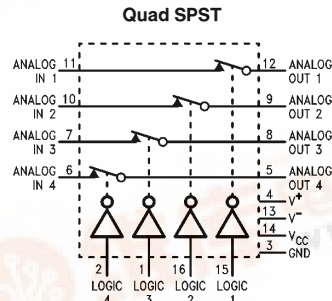 Quad SPST
ANALOG IN 1 11
12 ANALOG OUT 1
ANALOG IN 2 10
9 ANALOG OUT 2
ANALOG IN 3 7
8 ANALOG OUT 3
ANALOG IN 4 6
5 ANALOG OUT 4
4 V+
13 V-
14 VCC
3 GND
2 1 16 15
LOGIC LOGIC LOGIC LOGIC
4 3 2 1